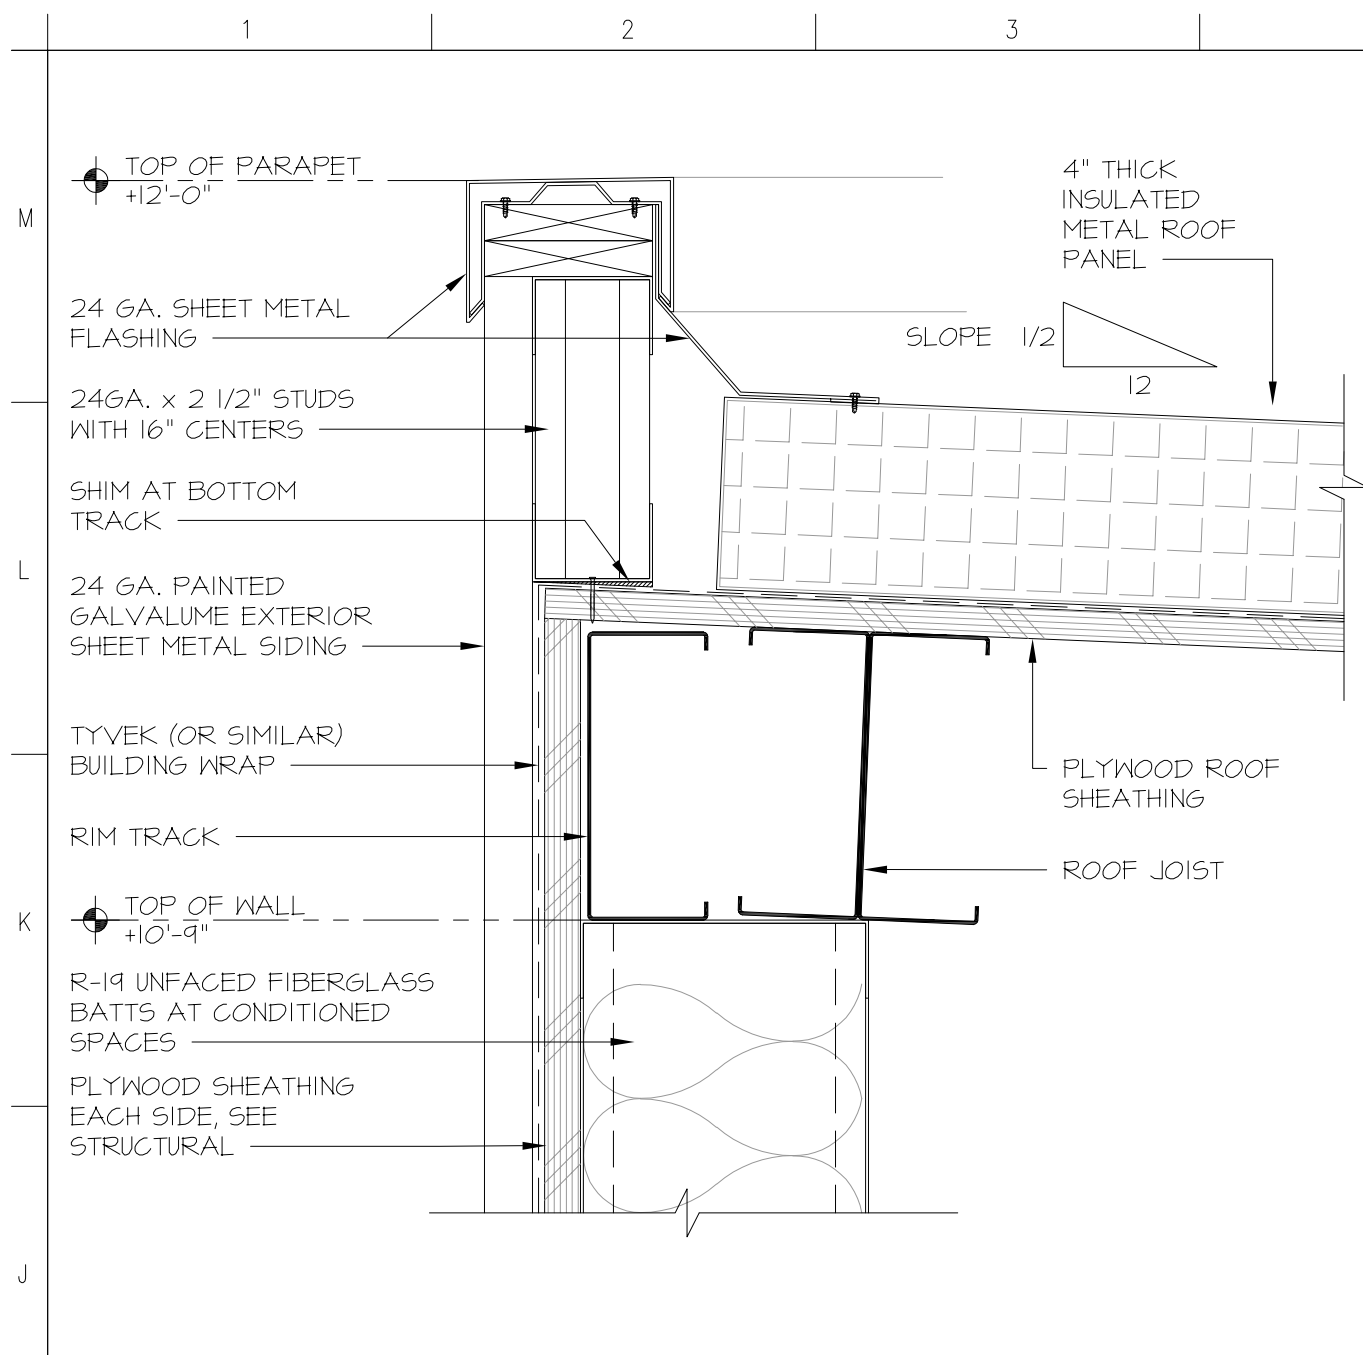 1 2 3
M
L
K
J
TOP OF PARAPET
+12'-0"
24 GA. SHEET METAL
FLASHING
24GA. x 2 1/2" STUDS
WITH 16" CENTERS
SHIM AT BOTTOM
TRACK
24 GA. PAINTED
GALVALUME EXTERIOR
SHEET METAL SIDING
TYVEK (OR SIMILAR)
BUILDING WRAP
RIM TRACK
TOP OF WALL
+10'-9"
R-19 UNFACED FIBERGLASS
BATTS AT CONDITIONED
SPACES
PLYWOOD SHEATHING
EACH SIDE, SEE
STRUCTURAL
4" THICK
INSULATED
METAL ROOF
PANEL
SLOPE 1/2
12
PLYWOOD ROOF
SHEATHING
ROOF JOIST